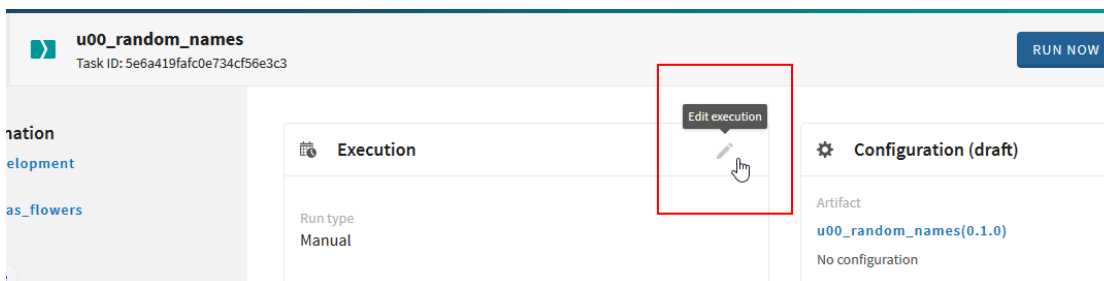 u00_random_names
Task ID: 5e6a419fafc0e734cf56e3c3
RUN NOW
nation
elopment
as_flowers
Edit execution
Execution
Run type
Manual
Configuration (draft)
Artifact
u00_random_names(0.1.0)
No configuration